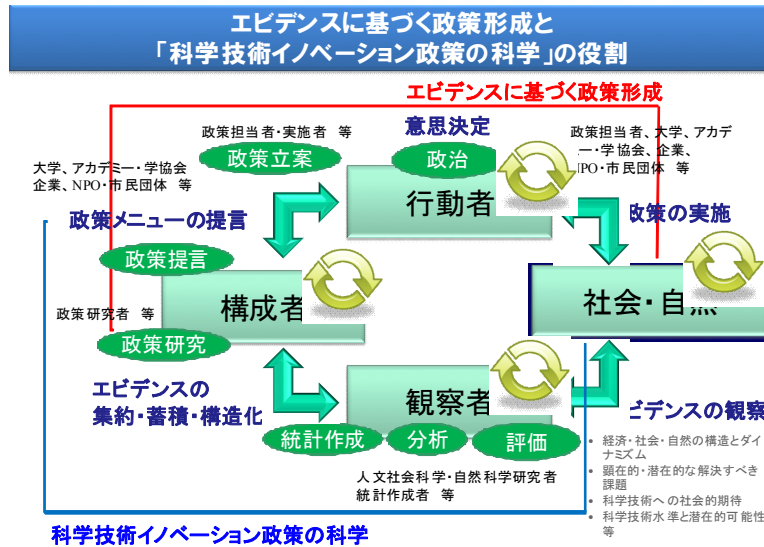 エビデンスに基づく政策形成と
「科学技術イノベーション政策の科学」の役割
エビデンスに基づく政策形成
政策担当者・実施者 等
意思決定
政策担当者、大学、アカデ
ー・学協会、企業、
PO・市民団体 等
政策立案
政治
大学、アカデミー・学協会
企業、NPO・市民団体 等
行動者
政策メニューの提言
政策の実施
政策提言
構成者
社会・自然
政策研究者 等
政策研究
エビデンスの
集約・蓄積・構造化
観察者
ビデンスの観察
統計作成
分析
評価
• 経済・社会・自然の構造とダイ
ナミズム
• 顕在的・潜在的な解決すべき
課題
• 科学技術への社会的期待
• 科学技術水準と潜在的可能性
等
人文社会科学・自然科学研究者
統計作成者 等
科学技術イノベーション政策の科学